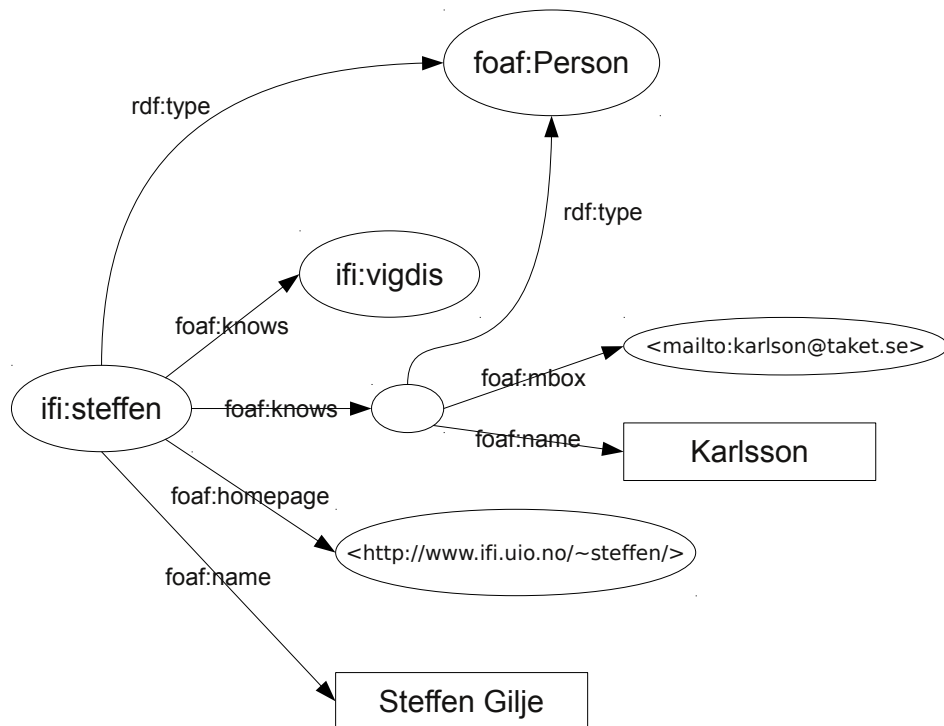 foaf:Person
rdf:type
rdf:type
ifi:vigdis
foaf:knows
<mailto:karlson@taket.se>
foaf:mbox
ifi:steffen
foaf:knows
foaf:name
Karlsson
foaf:homepage
<http://www.ifi.uio.no/~steffen/>
foaf:name
Steffen Gilje